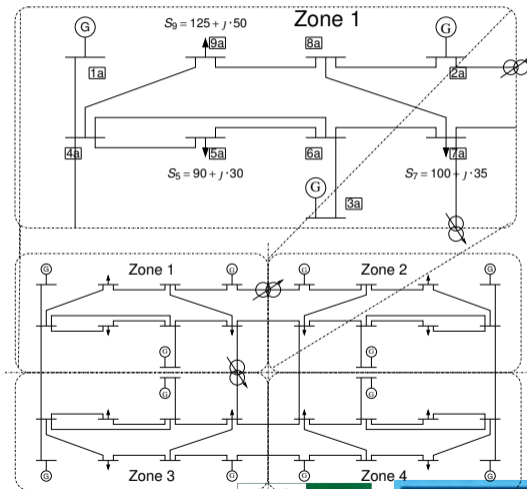 Zone 1
G
S₉ = 125 + ȷ·50
G
9a
8a
1a
2a
4a
5a
6a
7a
S₅ = 90 + ȷ·30
G
S₇ = 100 + ȷ·35
3a
G
Zone 1
G
G
Zone 2
G
G
G
G
G
G
Zone 3
G
G
Zone 4
G